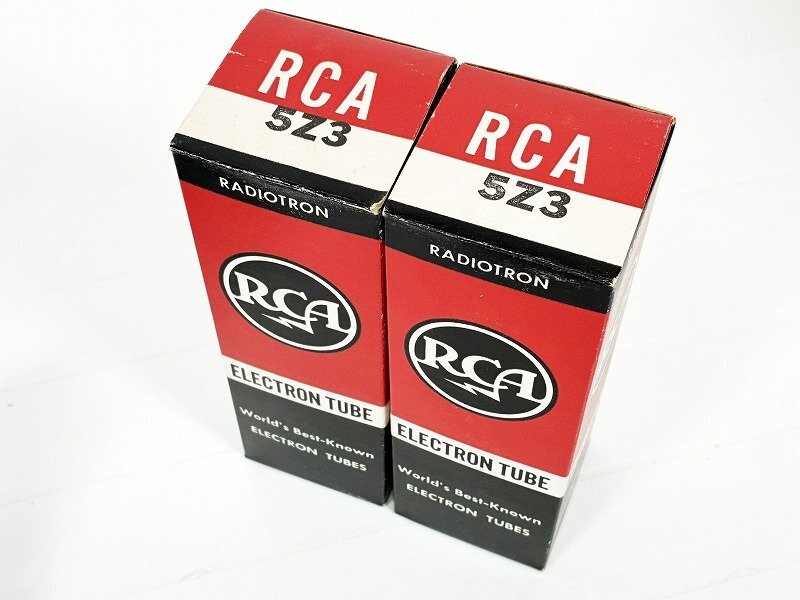 RCA
5Z3
RADIOTRON
RCA
ELECTRON TUBE
World's Best-Known
ELECTRON TUBES
RCA
5Z3
RADIOTRON
RCA
ELECTRON TUBE
World's Best-Known
ELECTRON TUBES